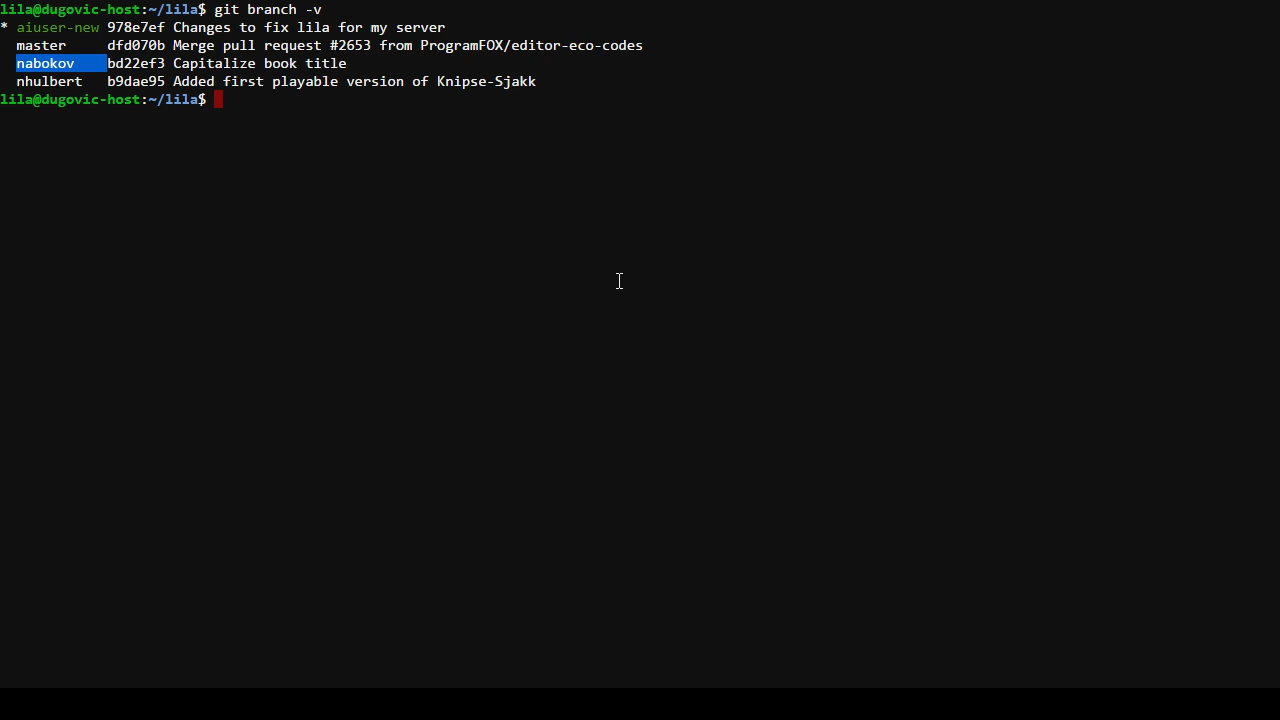 lila@dugovic-host:~/lila$ git branch -v
* aiuser-new 978e7ef Changes to fix lila for my server
  master     dfd070b Merge pull request #2653 from ProgramFOX/editor-eco-codes
  nabokov    bd22ef3 Capitalize book title
  nhulbert   b9dae95 Added first playable version of Knipse-Sjakk
lila@dugovic-host:~/lila$